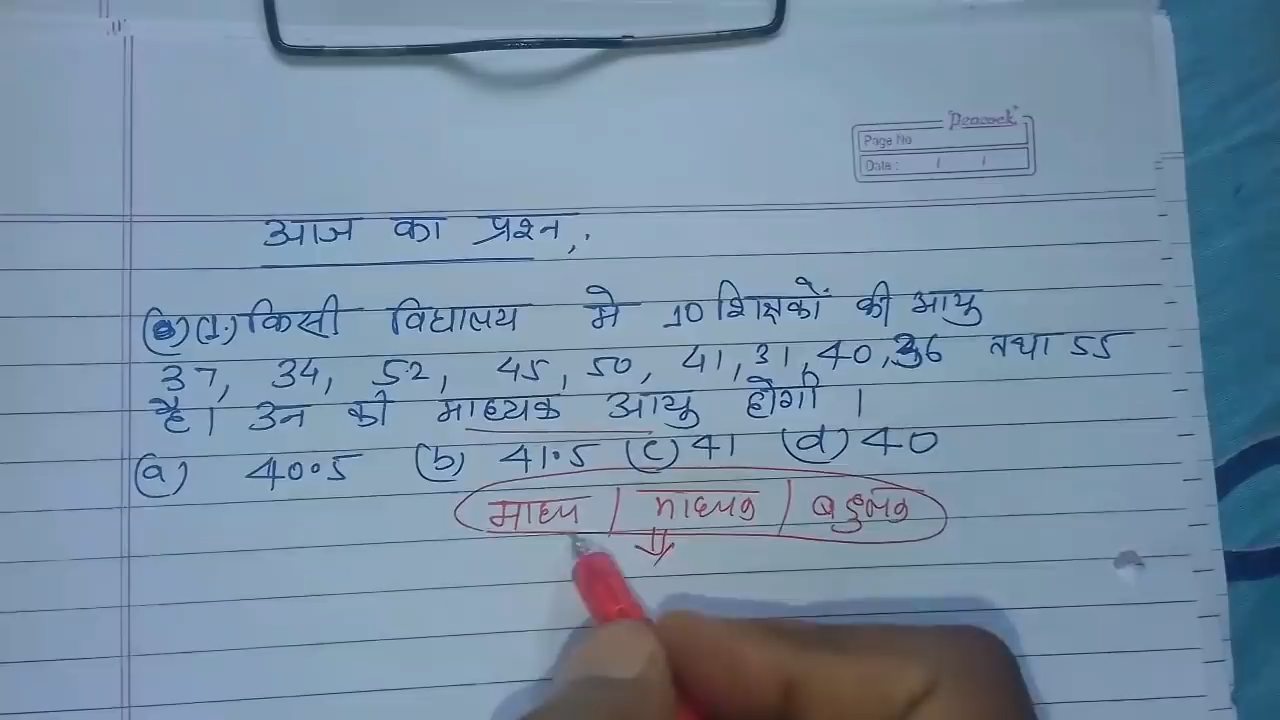 "Peacock"
Page No
Date : / /
आज का प्रश्न,.
(1.) किसी विद्यालय मे 10 शिक्षकों की आयु
37, 34, 52, 45, 50, 41, 31, 40, 36 तथा 55
है। उन की माध्यक आयु होगी।
(a) 40.5 (b) 41.5 (c) 41 (d) 40
माध्य / माध्यक / बहुलक